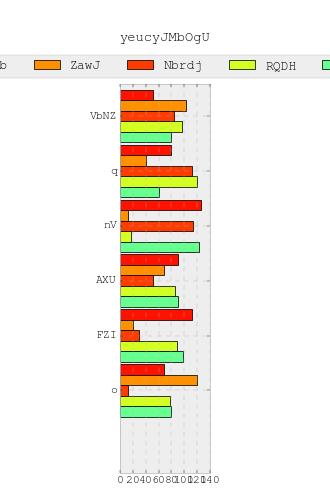 yeucyJMbOgU
b ZawJ Nbrdj RQDH
VbNZ
q
nV
AXU
FZI
o
0 20 40 60 80 100 120 140